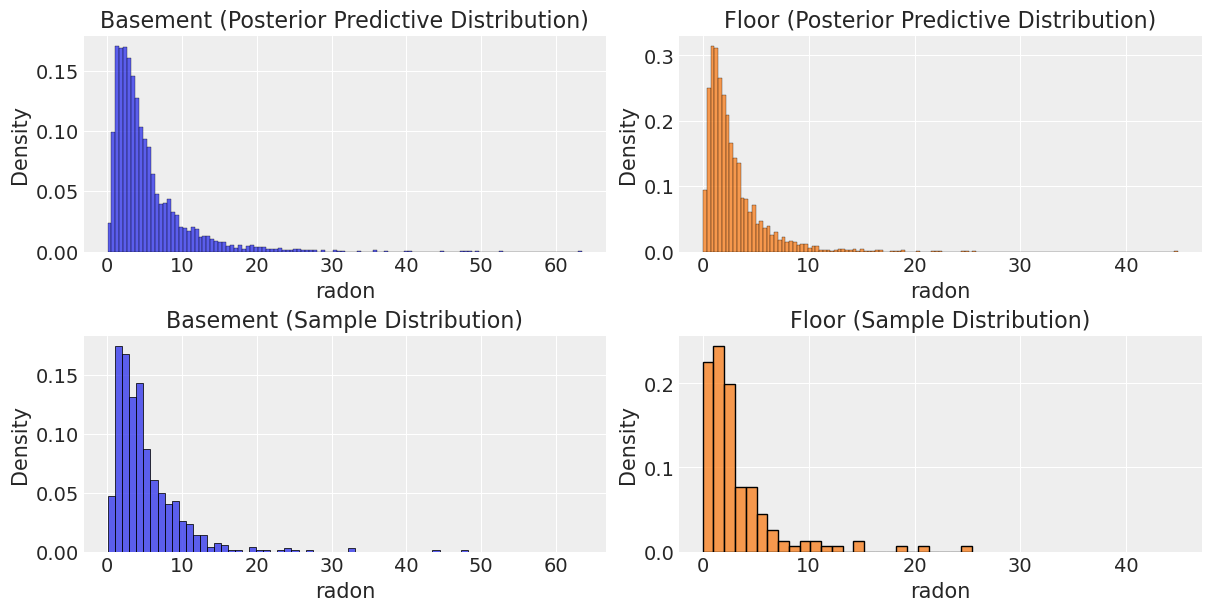 Basement (Posterior Predictive Distribution)
0.15
0.10
0.05
0.00
Density
0 10 20 30 40 50 60
radon
Floor (Posterior Predictive Distribution)
0.3
0.2
0.1
0.0
Density
0 10 20 30 40
radon
Basement (Sample Distribution)
0.15
0.10
0.05
0.00
Density
0 10 20 30 40 50 60
radon
Floor (Sample Distribution)
0.2
0.1
0.0
Density
0 10 20 30 40
radon